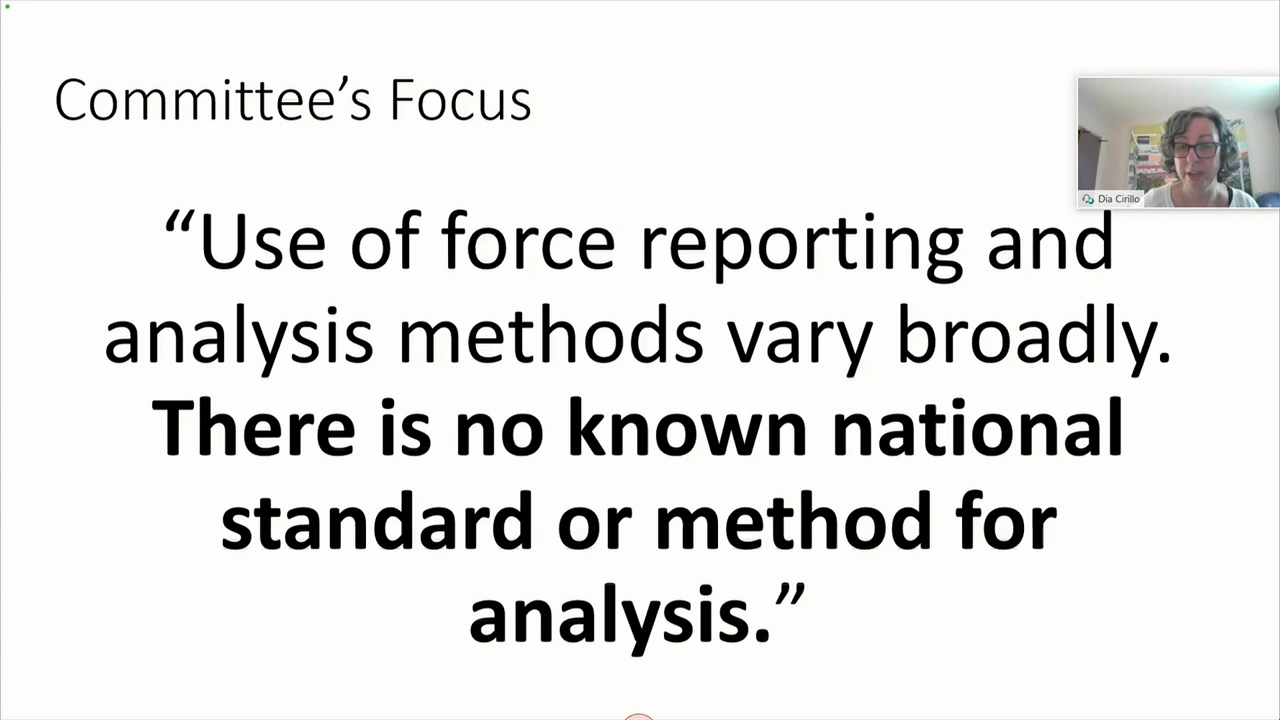 Committee’s Focus
Dia Cirillo
“Use of force reporting and
analysis methods vary broadly.
There is no known national
standard or method for
analysis.”